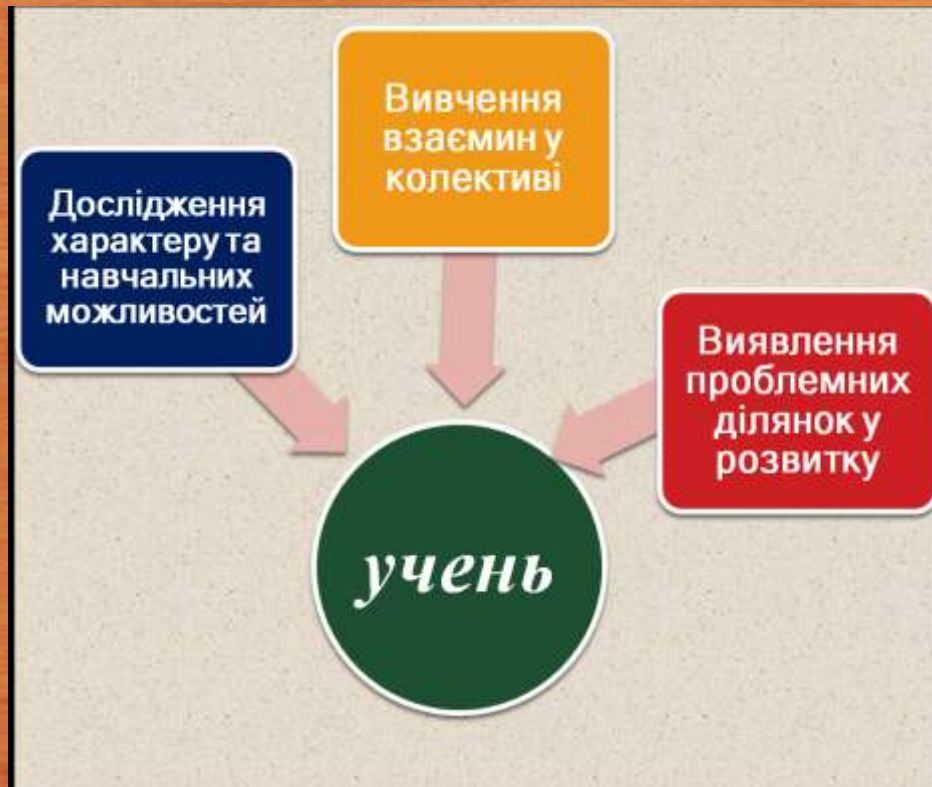 Вивчення
взаємин у
колективі
Дослідження
характеру та
навчальних
можливостей
Виявлення
проблемних
ділянок у
розвитку
учень